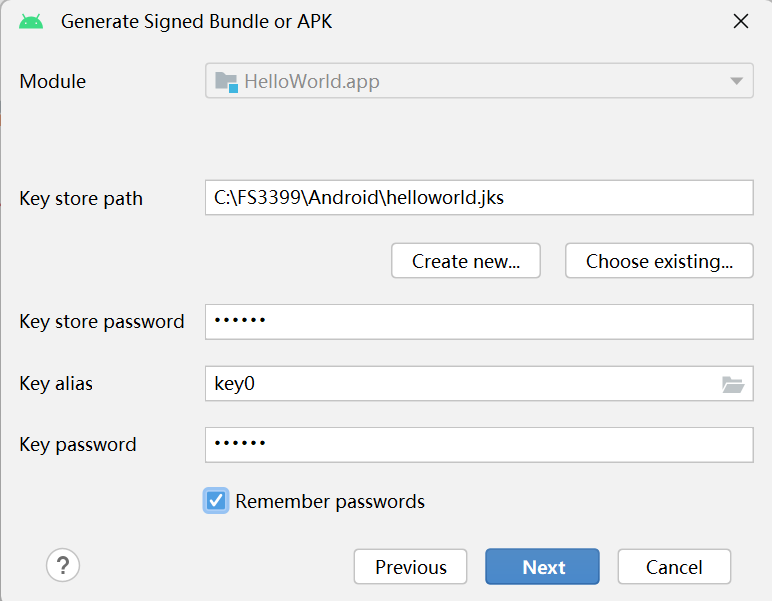 Generate Signed Bundle or APK
Module HelloWorld.app
Key store path C:\FS3399\Android\helloworld.jks
Create new... Choose existing...
Key store password ••••••
Key alias key0
Key password ••••••
Remember passwords
? Previous Next Cancel